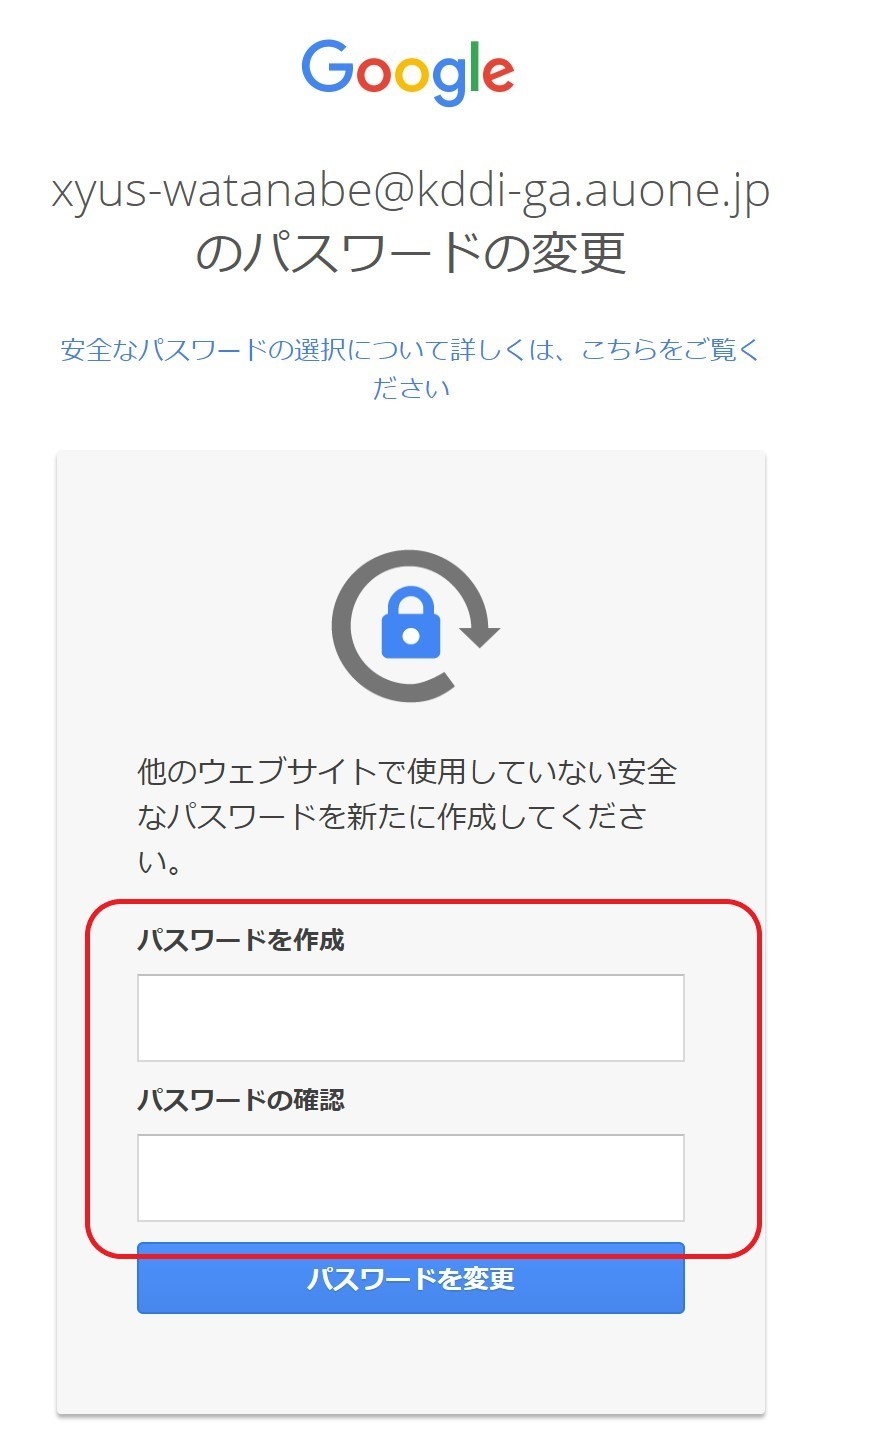 Google
xyus-watanabe@kddi-ga.auone.jp
のパスワードの変更
安全なパスワードの選択について詳しくは、こちらをご覧く
ださい
他のウェブサイトで使用していない安全
なパスワードを新たに作成してくださ
い。
パスワードを作成
パスワードの確認
パスワードを変更